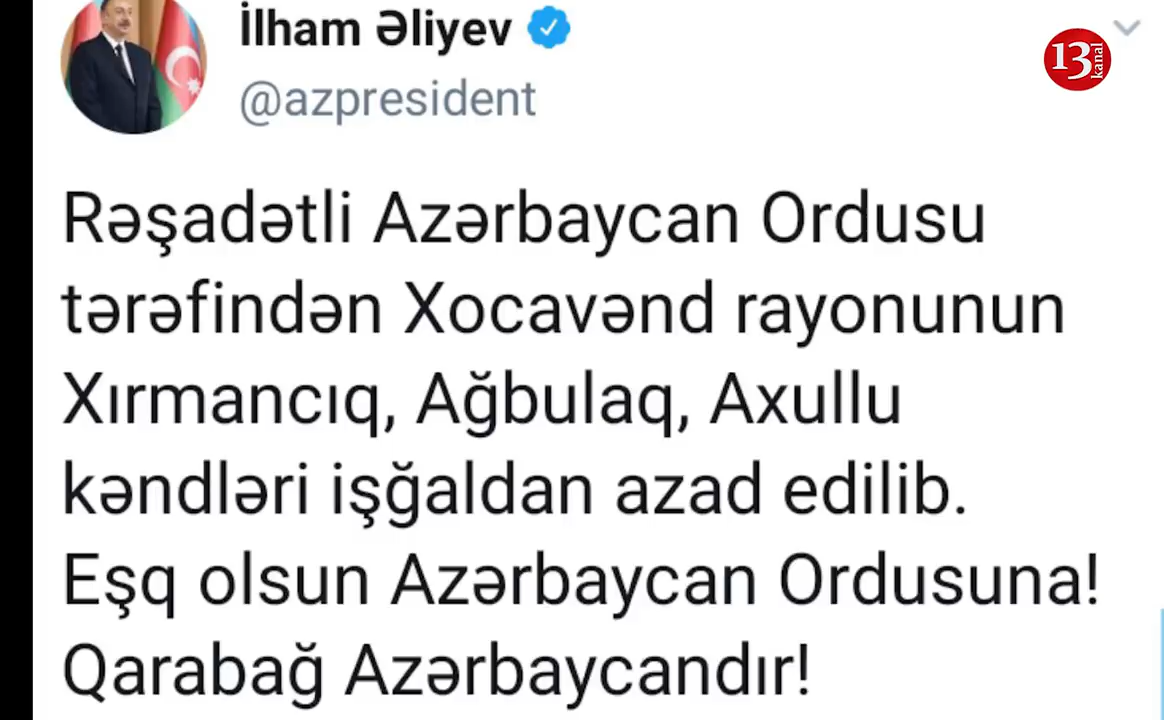 İlham Əliyev
@azpresident
13 kanal
Rəşadətli Azərbaycan Ordusu
tərəfindən Xocavənd rayonunun
Xırmancıq, Ağbulaq, Axullu
kəndləri işğaldan azad edilib.
Eşq olsun Azərbaycan Ordusuna!
Qarabağ Azərbaycandır!